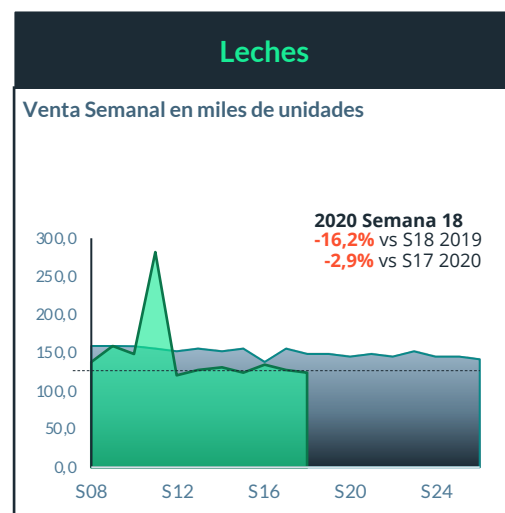 Leches
Venta Semanal en miles de unidades
2020 Semana 18
-16,2% vs S18 2019
-2,9% vs S17 2020
300,0
250,0
200,0
150,0
100,0
50,0
0,0
S08 S12 S16 S20 S24